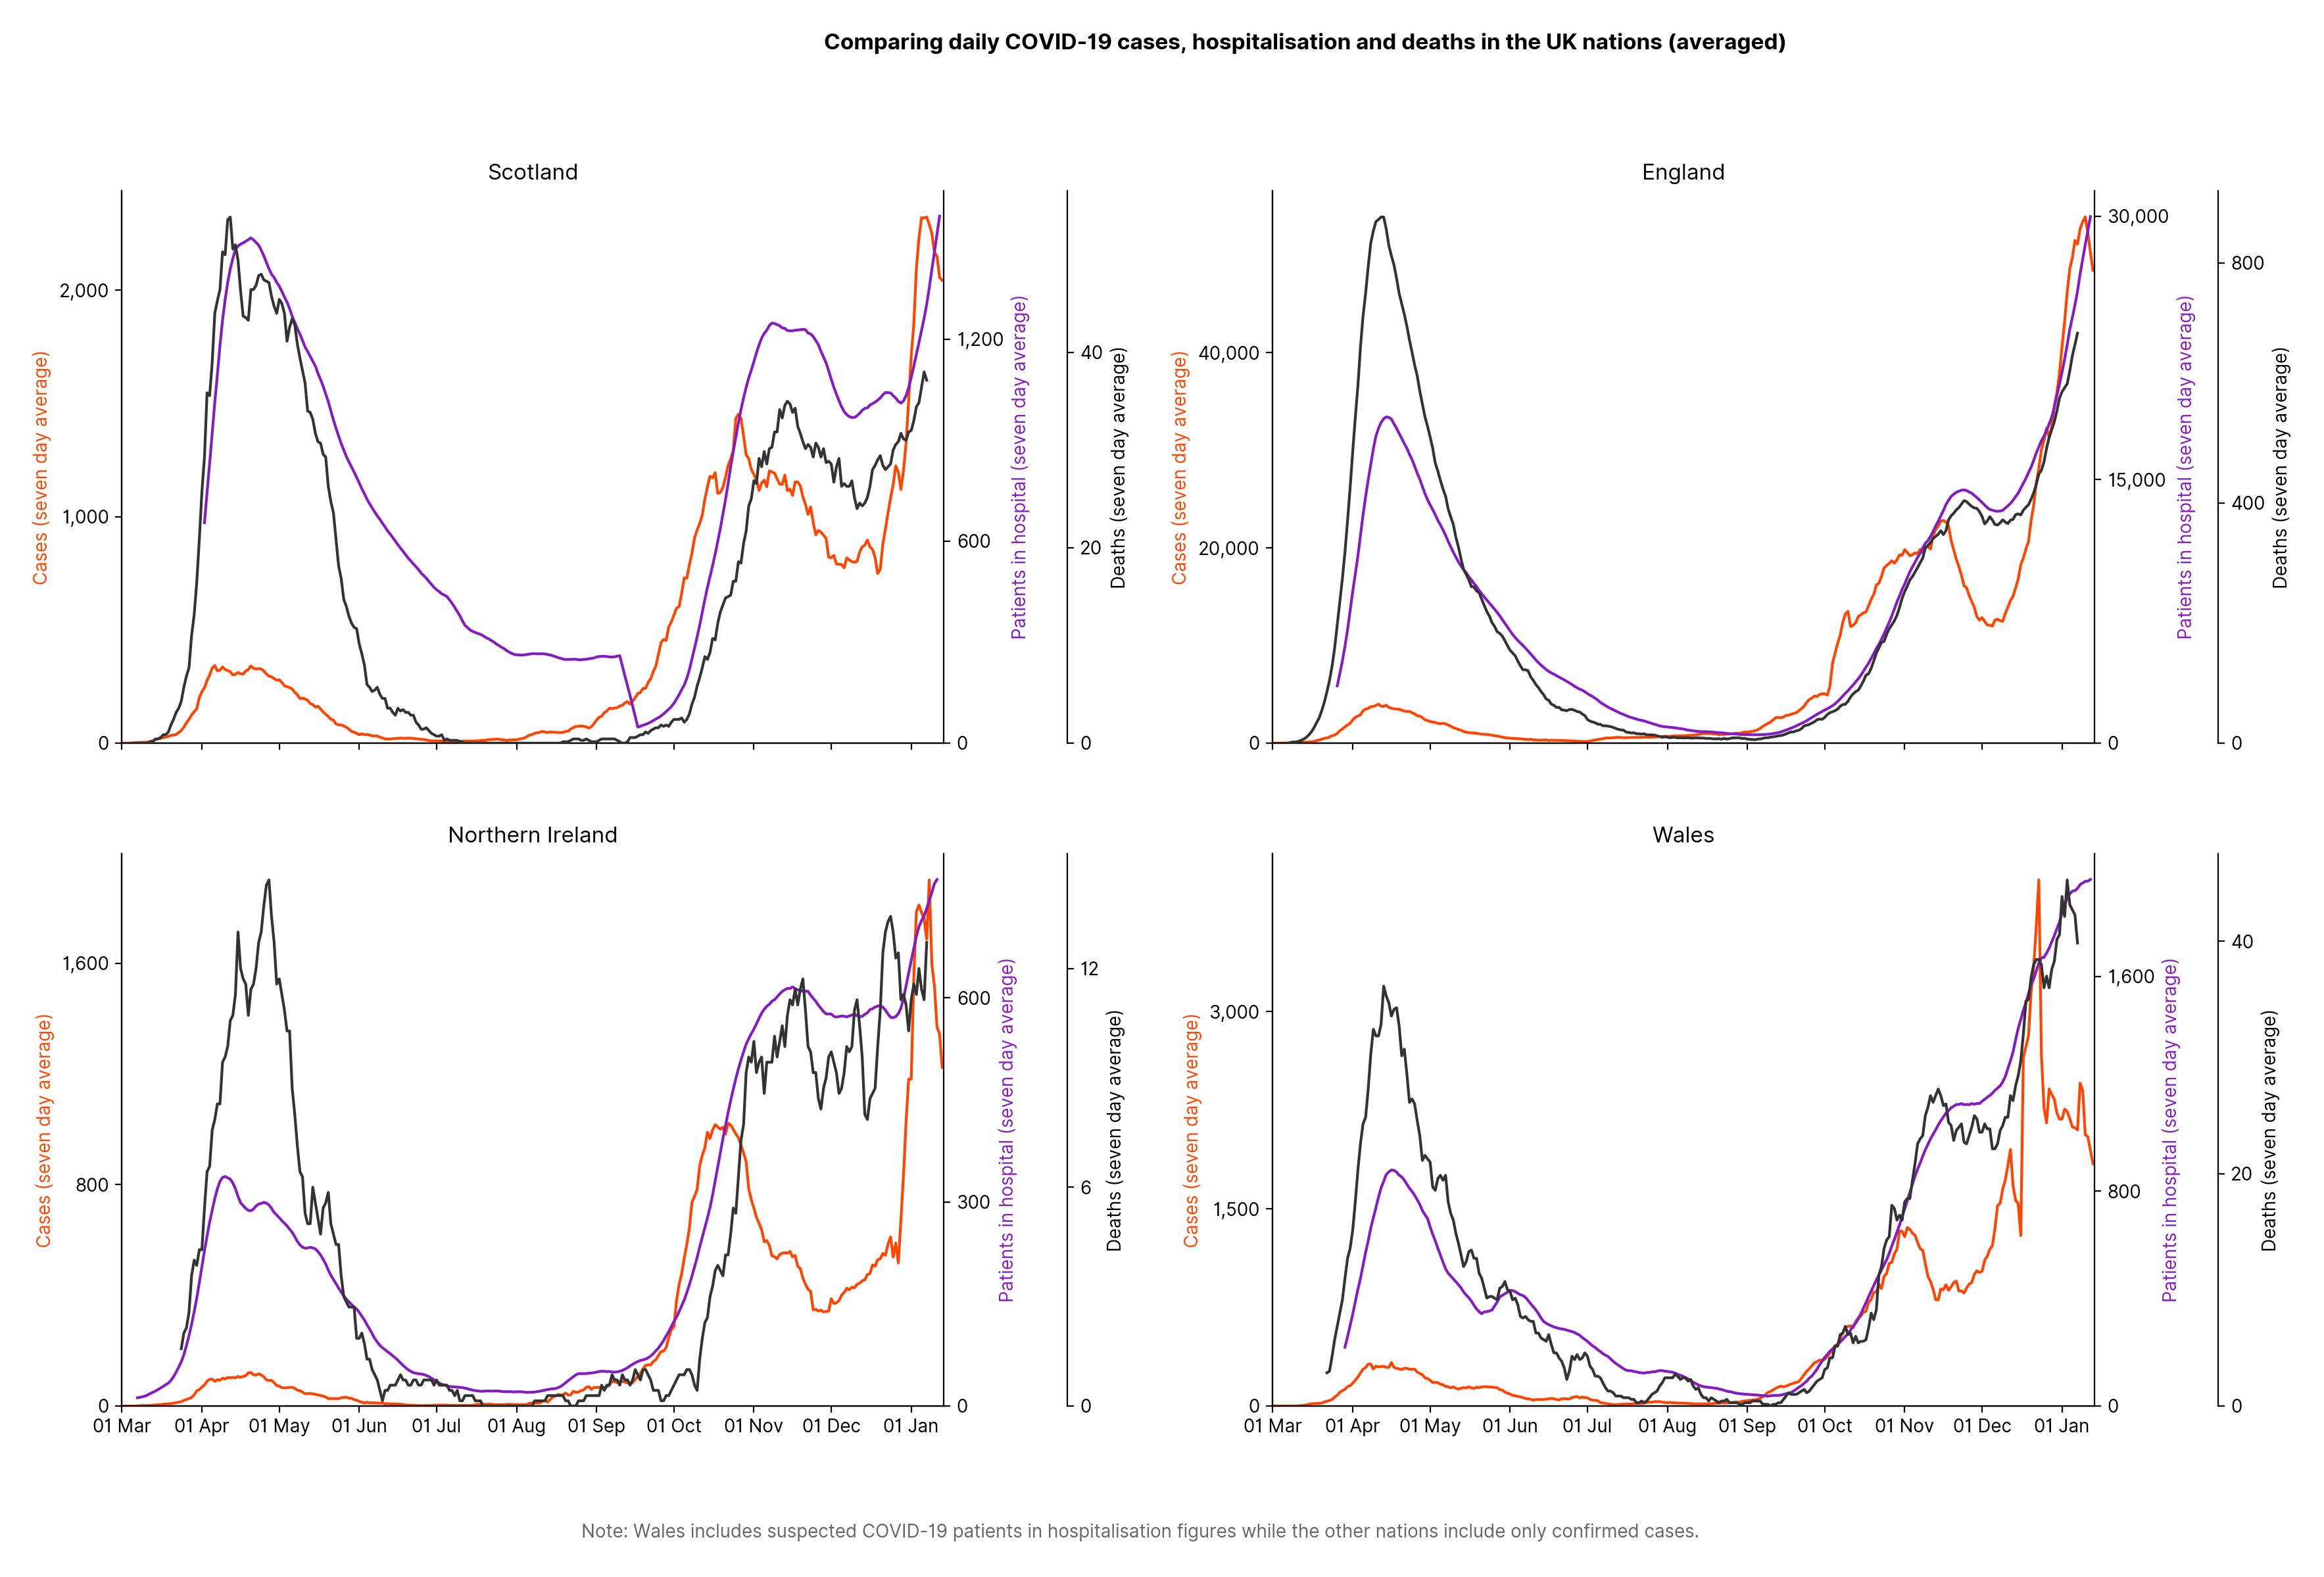 Comparing daily COVID-19 cases, hospitalisation and deaths in the UK nations (averaged)
Scotland
Cases (seven day average)
2,000
1,000
0
1,200
600
0
Patients in hospital (seven day average)
40
20
0
Deaths (seven day average)
England
Cases (seven day average)
40,000
20,000
0
30,000
15,000
0
Patients in hospital (seven day average)
800
400
0
Deaths (seven day average)
Northern Ireland
Cases (seven day average)
1,600
800
0
600
300
0
Patients in hospital (seven day average)
12
6
0
Deaths (seven day average)
01 Mar 01 Apr 01 May 01 Jun 01 Jul 01 Aug 01 Sep 01 Oct 01 Nov 01 Dec 01 Jan
Wales
Cases (seven day average)
3,000
1,500
0
1,600
800
0
Patients in hospital (seven day average)
40
20
0
Deaths (seven day average)
01 Mar 01 Apr 01 May 01 Jun 01 Jul 01 Aug 01 Sep 01 Oct 01 Nov 01 Dec 01 Jan
Note: Wales includes suspected COVID-19 patients in hospitalisation figures while the other nations include only confirmed cases.